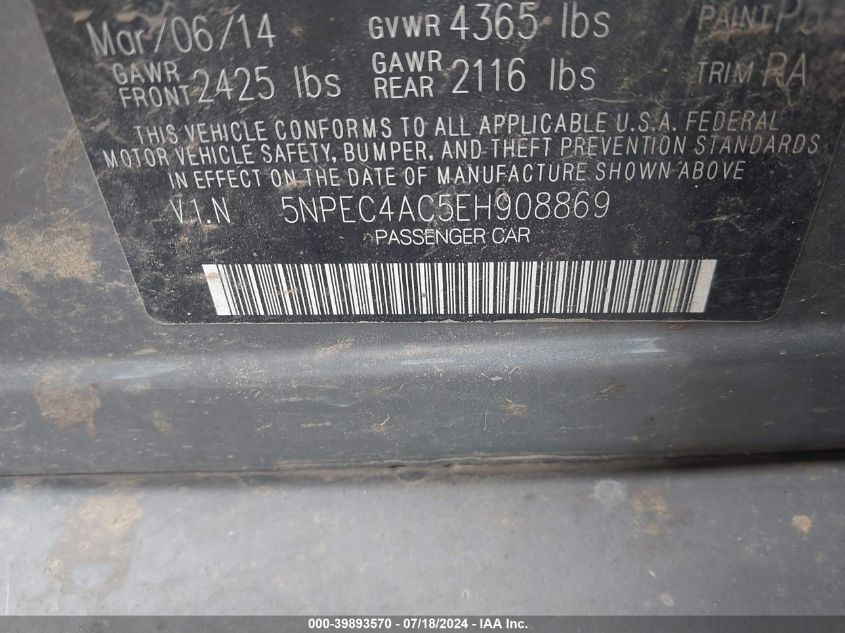 Mar/06/14 GVWR 4365 lbs PAINT
GAWR FRONT 2425 lbs GAWR REAR 2116 lbs TRIM RA
THIS VEHICLE CONFORMS TO ALL APPLICABLE U.S.A. FEDERAL
MOTOR VEHICLE SAFETY, BUMPER, AND THEFT PREVENTION STANDARDS
IN EFFECT ON THE DATE OF MANUFACTURE SHOWN ABOVE
V.I.N 5NPEC4AC5EH908869
PASSENGER CAR
000-39893570 - 07/18/2024 - IAA Inc.